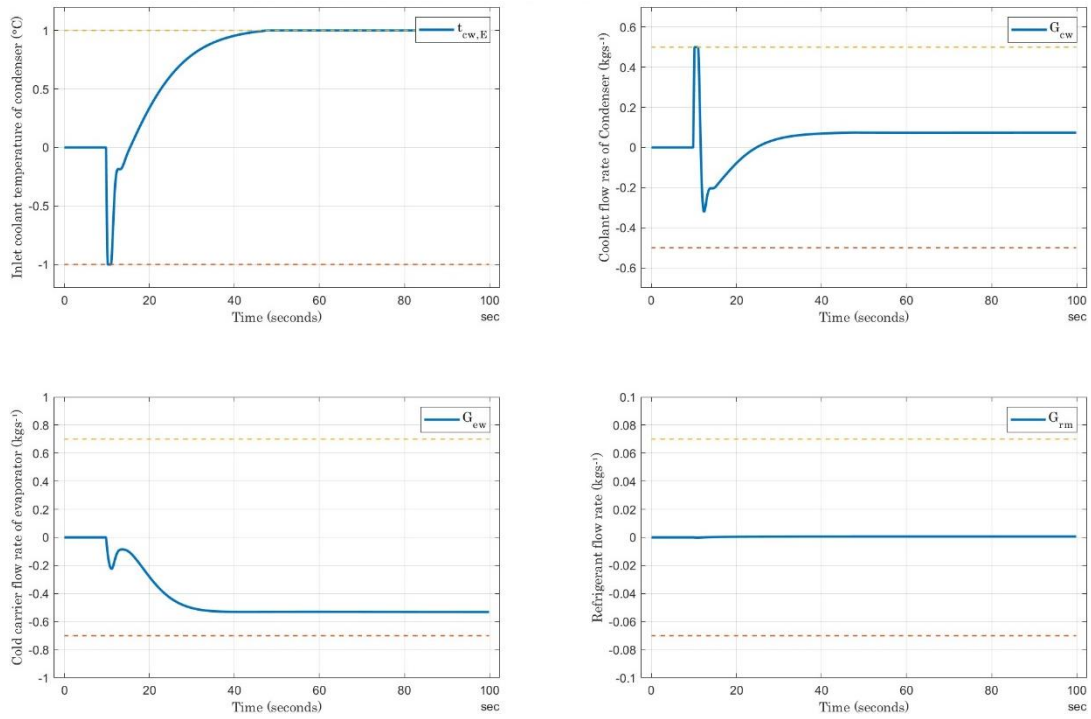 Inlet coolant temperature of condenser (°C)
1
0.5
0
-0.5
-1
t_cw,E
0 20 40 60 80 100
Time (seconds)
sec
Coolant flow rate of Condenser (kgs⁻¹)
0.6
0.4
0.2
0
-0.2
-0.4
-0.6
G_cw
0 20 40 60 80 100
Time (seconds)
sec
Cold carrier flow rate of evaporator (kgs⁻¹)
1
0.8
0.6
0.4
0.2
0
-0.2
-0.4
-0.6
-0.8
-1
G_ew
0 20 40 60 80 100
Time (seconds)
sec
Refrigerant flow rate (kgs⁻¹)
0.1
0.08
0.06
0.04
0.02
0
-0.02
-0.04
-0.06
-0.08
-0.1
G_rm
0 20 40 60 80 100
Time (seconds)
sec